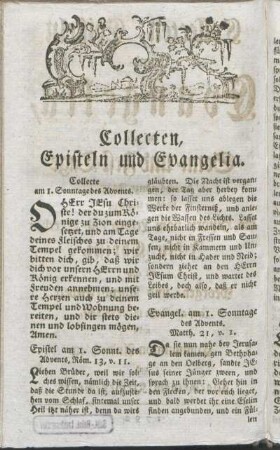 Collecten,
Episteln und Evangelia.
Collecte
am 1. Sonntage des Advents.
O HErr JEsu Chri-
ste! der du zum Kö-
nige zu Zion einge-
setzet, und am Tage
deines Fleisches zu deinem
Tempel gekommen; wir
bitten dich, gib, daß wir
dich vor unsern HErrn und
König erkennen, und mit
Freuden annehmen, unse-
re Herzen auch zu deinem
Tempel und Wohnung be-
reiten, und dir stets die-
nen und lobsingen mögen,
Amen.
Epistel am 1. Sonnt. des
Advents, Röm. 13, v. 11.
Lieben Brüder, weil wir sol-
ches wissen, nämlich die Zeit,
daß die Stunde da ist, aufzuste-
hen vom Schlaf, sintemal unser
Heil itzt näher ist, denn da wirs
gläubten. Die Nacht ist vergan-
gen, der Tag aber herbey kom-
men: so lasset uns ablegen die
Werke der Finsterniß, und anle-
gen die Waffen des Lichts. Lasset
uns ehrbarlich wandeln, als am
Tage, nicht in Fressen und Sau-
fen, nicht in Kammern und Un-
zucht, nicht in Hader und Neid;
sondern ziehet an den HErrn
JEsum Christ, und wartet des
Leibes, doch also, daß er nicht
geil werde.
Evangel. am 1. Sonntage
des Advents,
Matth. 21, v. 1.
Da sie nun nahe bey Jerusa-
lem kamen, gen Bethphage
an den Oelberg, sandte JE-
sus seiner Jünger zween, und
sprach zu ihnen: Gehet hin in
den Flecken, der vor euch lieget,
und bald werdet ihr eine Eselin
finden angebunden, und ein Fül-
len